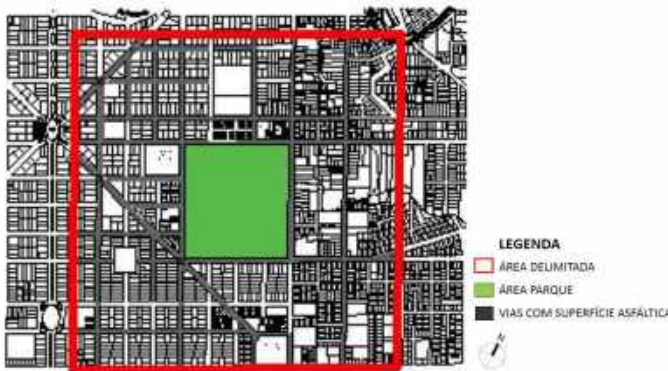 LEGENDA
ÁREA DELIMITADA
ÁREA PARQUE
VIAS COM SUPERFÍCIE ASFÁLTICA
N